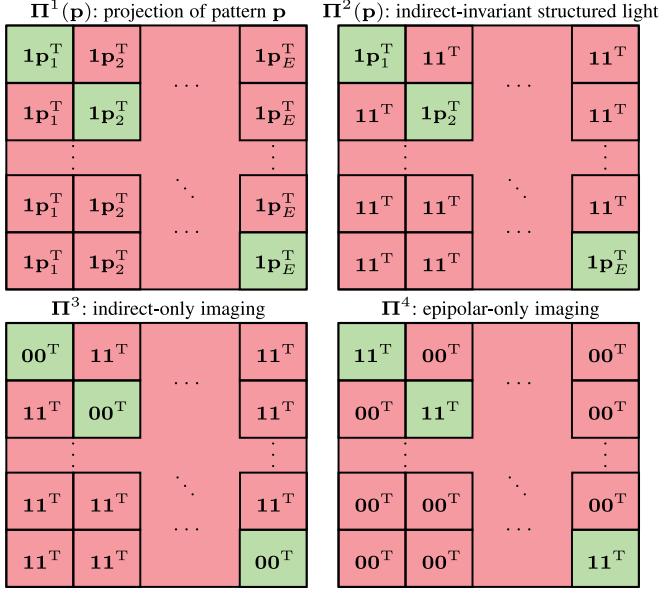 Π¹(p): projection of pattern p
1p₁ᵀ 1p₂ᵀ ··· 1p_Eᵀ
1p₁ᵀ 1p₂ᵀ 1p_Eᵀ
⋮ ⋮
1p₁ᵀ 1p₂ᵀ ⋱ 1p_Eᵀ
1p₁ᵀ 1p₂ᵀ ··· 1p_Eᵀ
Π²(p): indirect-invariant structured light
1p₁ᵀ 11ᵀ ··· 11ᵀ
11ᵀ 1p₂ᵀ 11ᵀ
⋮ ⋮
11ᵀ 11ᵀ ⋱ 11ᵀ
11ᵀ 11ᵀ ··· 1p_Eᵀ
Π³: indirect-only imaging
00ᵀ 11ᵀ ··· 11ᵀ
11ᵀ 00ᵀ 11ᵀ
⋮ ⋮
11ᵀ 11ᵀ ⋱ 11ᵀ
11ᵀ 11ᵀ ··· 00ᵀ
Π⁴: epipolar-only imaging
11ᵀ 00ᵀ ··· 00ᵀ
00ᵀ 11ᵀ 00ᵀ
⋮ ⋮
00ᵀ 00ᵀ ⋱ 00ᵀ
00ᵀ 00ᵀ ··· 11ᵀ